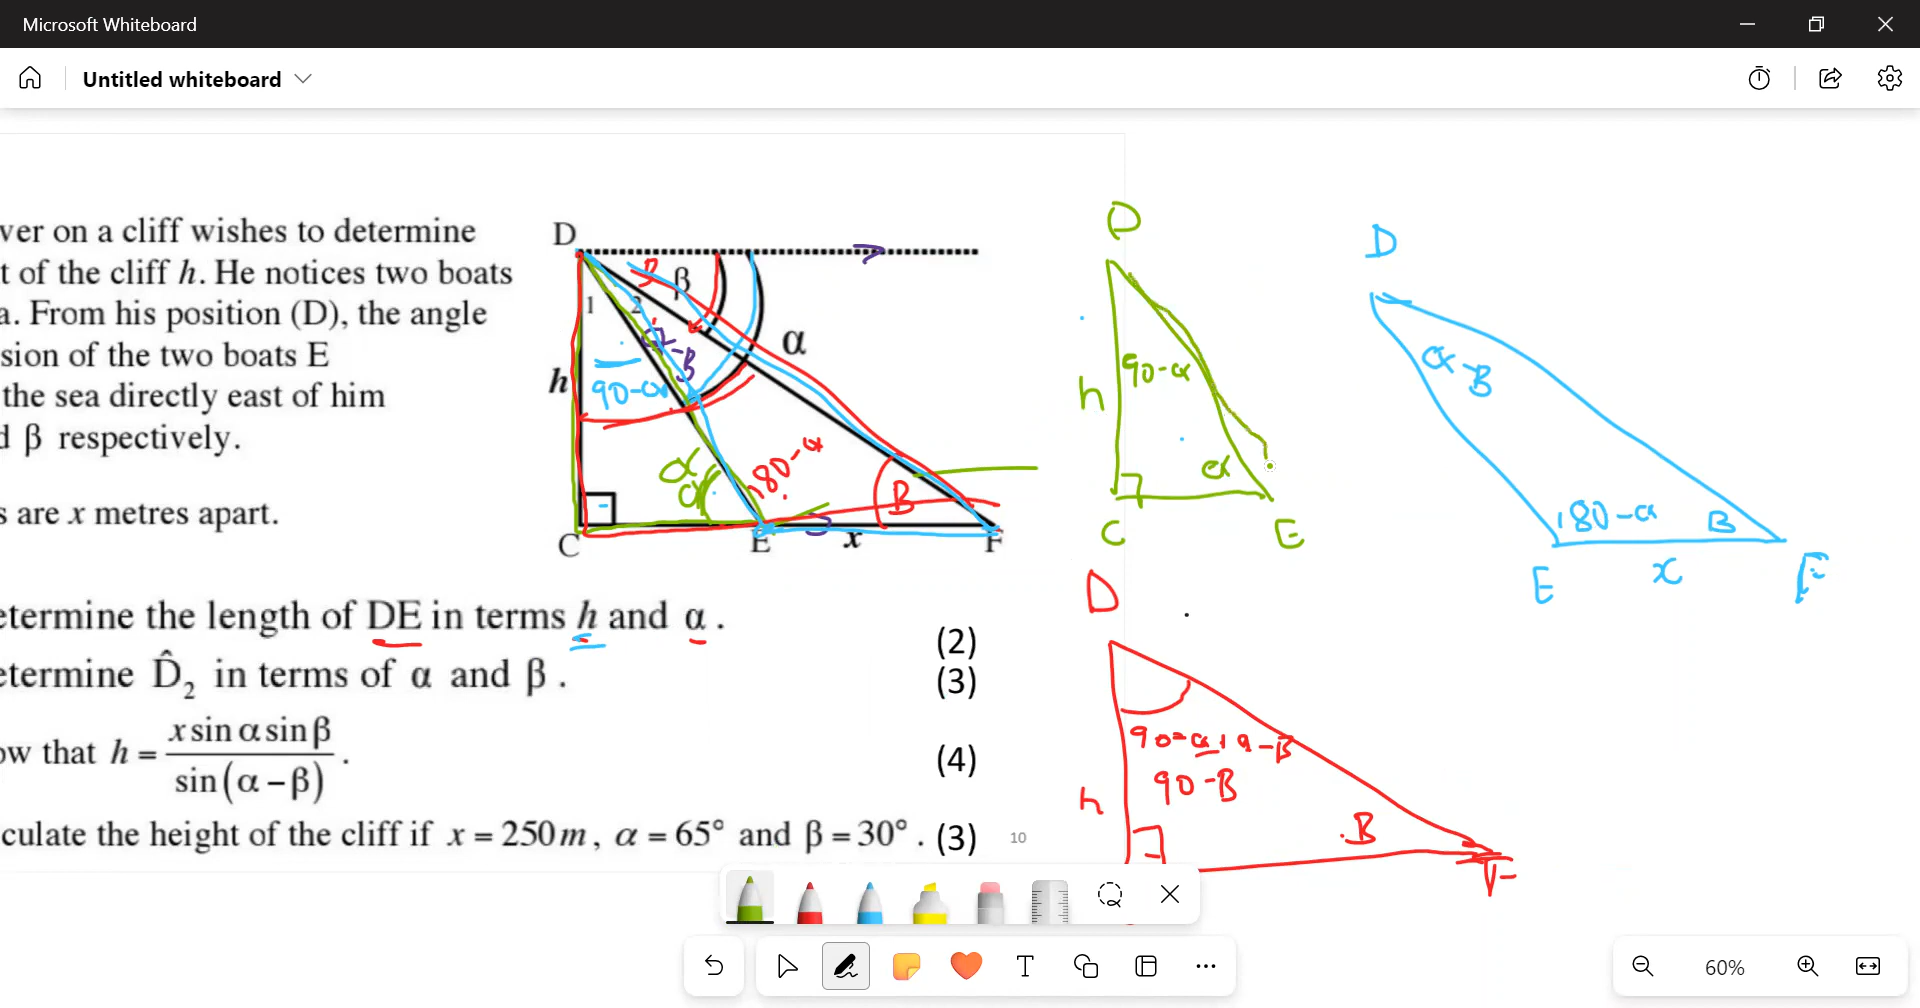 Microsoft Whiteboard
Untitled whiteboard
ver on a cliff wishes to determine
t of the cliff h. He notices two boats
a. From his position (D), the angle
sion of the two boats E
the sea directly east of him
d β respectively.
s are x metres apart.
D
β
1
2
α
h
α-B
90-α
α
α
180-α
B
C
E
x
F
etermine the length of DE in terms h and α.
(2)
etermine D̂₂ in terms of α and β.
(3)
ow that h = x sin α sin β / sin(α − β).
(4)
culate the height of the cliff if x = 250 m, α = 65° and β = 30°. (3)
10
D
h
90-α
α
C
E
D
α-B
180-α
B
E
x
F
D
90-α+α-B
90-B
h
B
F
60%